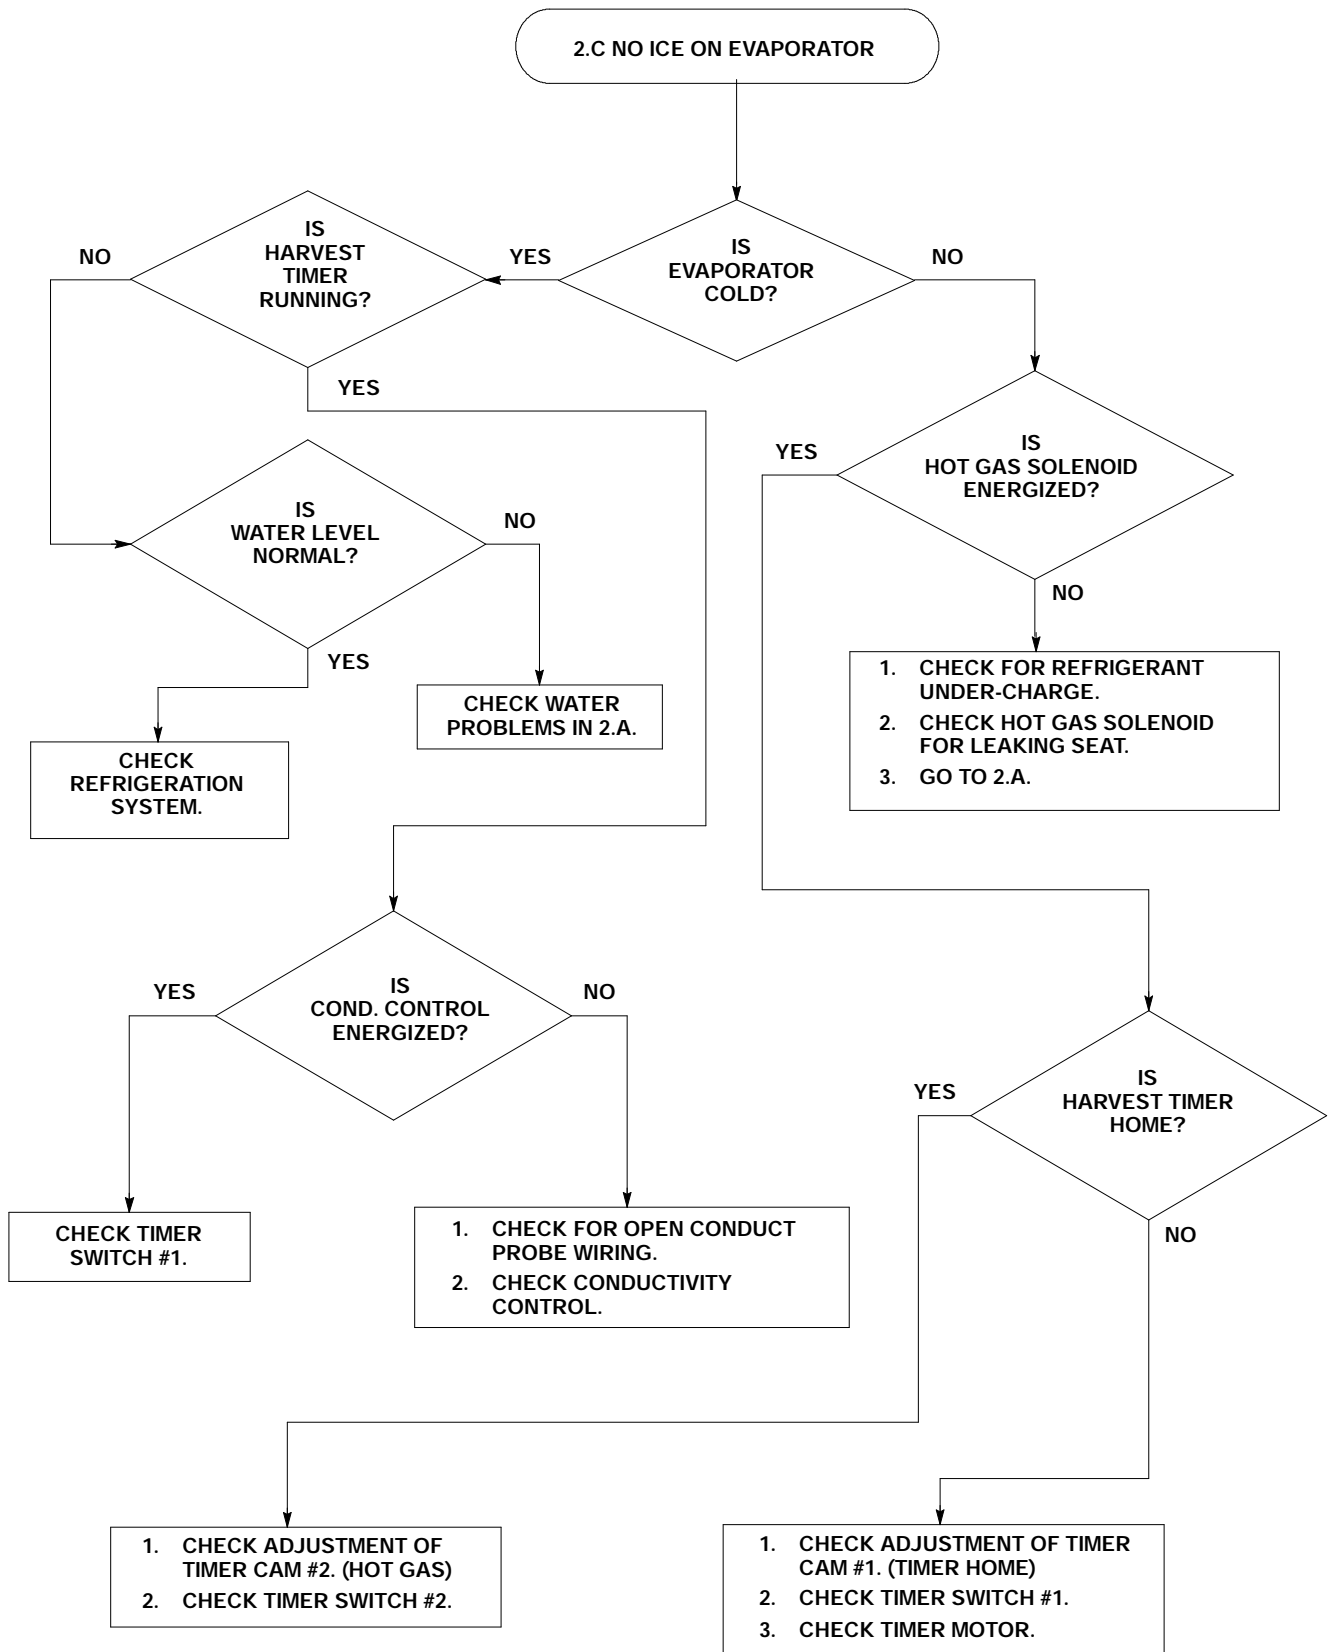 2.C NO ICE ON EVAPORATOR
IS
EVAPORATOR
COLD?
YES
NO
IS
HARVEST
TIMER
RUNNING?
NO
YES
IS
HOT GAS SOLENOID
ENERGIZED?
YES
NO
IS
WATER LEVEL
NORMAL?
NO
YES
1. CHECK FOR REFRIGERANT
UNDER-CHARGE.
2. CHECK HOT GAS SOLENOID
FOR LEAKING SEAT.
3. GO TO 2.A.
CHECK WATER
PROBLEMS IN 2.A.
CHECK
REFRIGERATION
SYSTEM.
IS
COND. CONTROL
ENERGIZED?
YES
NO
IS
HARVEST TIMER
HOME?
YES
NO
CHECK TIMER
SWITCH #1.
1. CHECK FOR OPEN CONDUCT
PROBE WIRING.
2. CHECK CONDUCTIVITY
CONTROL.
1. CHECK ADJUSTMENT OF
TIMER CAM #2. (HOT GAS)
2. CHECK TIMER SWITCH #2.
1. CHECK ADJUSTMENT OF TIMER
CAM #1. (TIMER HOME)
2. CHECK TIMER SWITCH #1.
3. CHECK TIMER MOTOR.